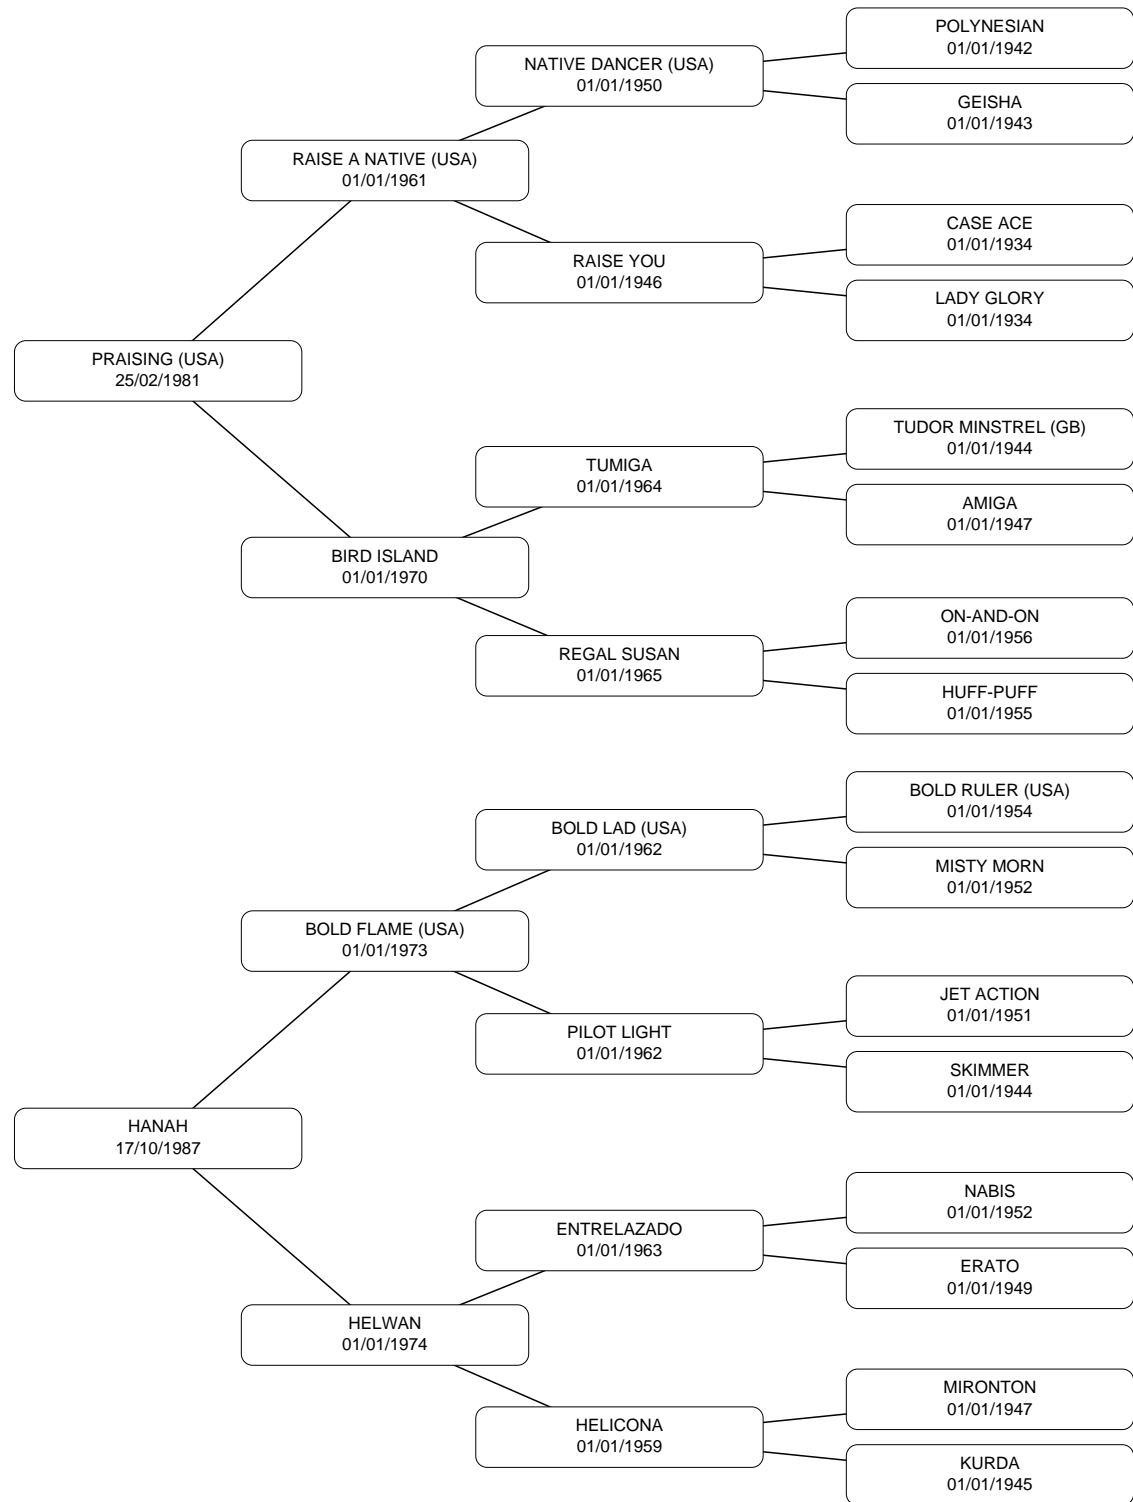 POLYNESIAN
01/01/1942
NATIVE DANCER (USA)
01/01/1950
GEISHA
01/01/1943
RAISE A NATIVE (USA)
01/01/1961
CASE ACE
01/01/1934
RAISE YOU
01/01/1946
LADY GLORY
01/01/1934
PRAISING (USA)
25/02/1981
TUDOR MINSTREL (GB)
01/01/1944
TUMIGA
01/01/1964
AMIGA
01/01/1947
BIRD ISLAND
01/01/1970
ON-AND-ON
01/01/1956
REGAL SUSAN
01/01/1965
HUFF-PUFF
01/01/1955
BOLD RULER (USA)
01/01/1954
BOLD LAD (USA)
01/01/1962
MISTY MORN
01/01/1952
BOLD FLAME (USA)
01/01/1973
JET ACTION
01/01/1951
PILOT LIGHT
01/01/1962
SKIMMER
01/01/1944
HANAH
17/10/1987
NABIS
01/01/1952
ENTRELAZADO
01/01/1963
ERATO
01/01/1949
HELWAN
01/01/1974
MIRONTON
01/01/1947
HELICONA
01/01/1959
KURDA
01/01/1945